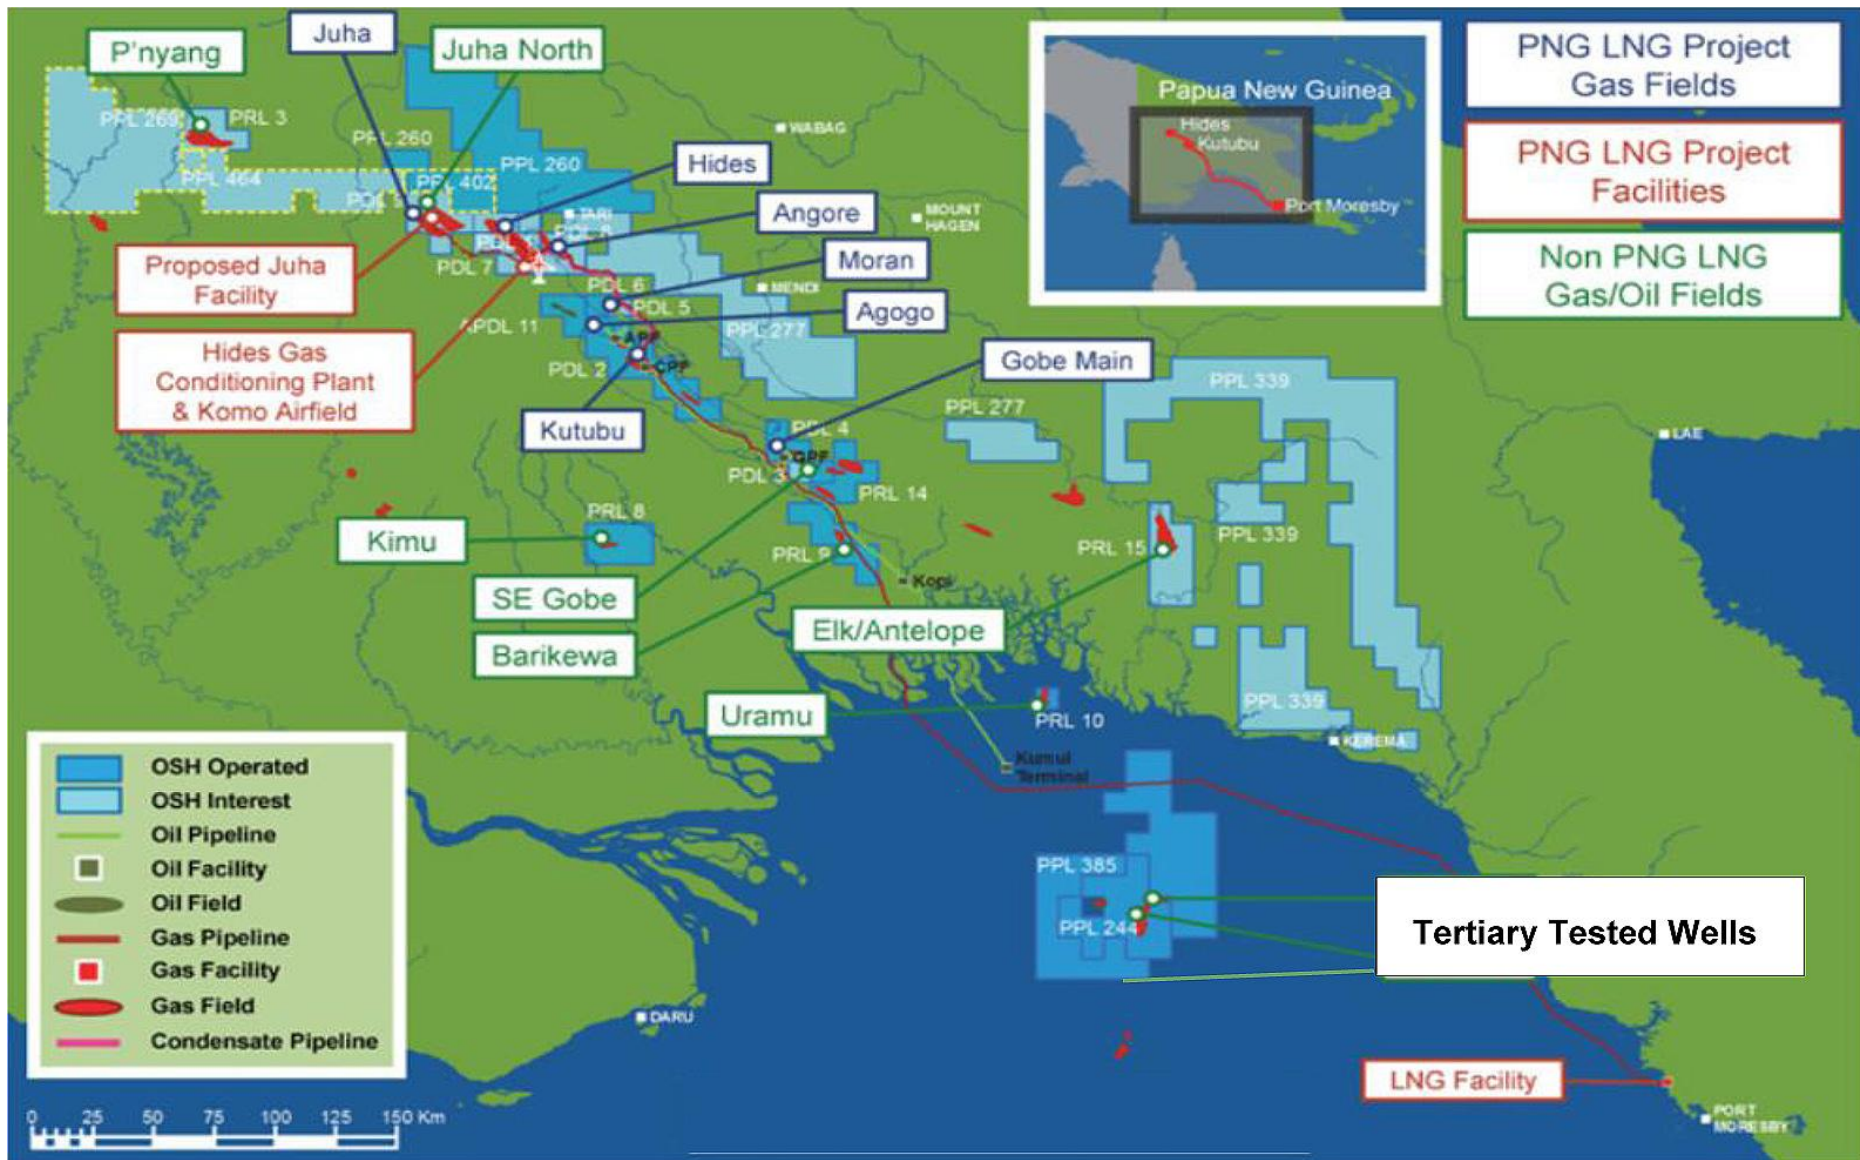 P'nyang
Juha
Juha North
PRL 3
PPL 260
PPL 260
PPL 464
PPL 402
WABAG
Hides
TARI
Angore
MOUNT
HAGEN
Moran
PDL 7
PDL 6
PDL 5
MENDI
Agogo
APDL 11
PPL 277
APF
CPF
PDL 2
Kutubu
Gobe Main
Proposed Juha
Facility
Hides Gas
Conditioning Plant
& Komo Airfield
Papua New Guinea
Hides
Kutubu
Port Moresby
PNG LNG Project
Gas Fields
PNG LNG Project
Facilities
Non PNG LNG
Gas/Oil Fields
PPL 339
PPL 277
LAE
PDL 4
GPF
PDL 3
PRL 14
PRL 8
Kimu
PRL 9
PRL 15
PPL 339
SE Gobe
Kopi
Barikewa
Elk/Antelope
Uramu
PRL 10
PPL 339
KEREMA
Kumul
Terminal
PPL 385
PPL 244
Tertiary Tested Wells
OSH Operated
OSH Interest
Oil Pipeline
Oil Facility
Oil Field
Gas Pipeline
Gas Facility
Gas Field
Condensate Pipeline
DARU
LNG Facility
PORT
MORESBY
0 25 50 75 100 125 150 Km